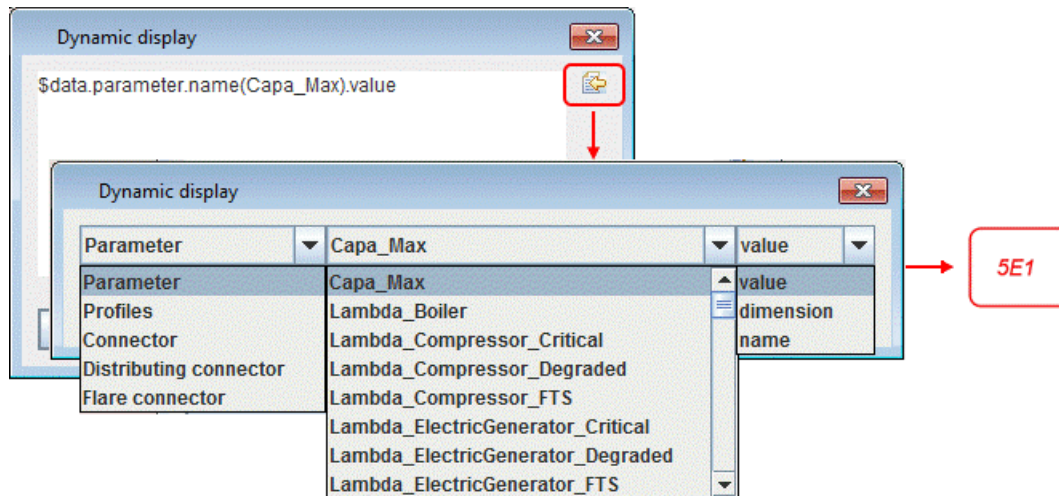 Dynamic display
$data.parameter.name(Capa_Max).value
Dynamic display
Parameter Capa_Max value
Parameter Capa_Max value
Profiles Lambda_Boiler dimension
Connector Lambda_Compressor_Critical name
Distributing connector Lambda_Compressor_Degraded
Flare connector Lambda_Compressor_FTS
Lambda_ElectricGenerator_Critical
Lambda_ElectricGenerator_Degraded
Lambda_ElectricGenerator_FTS
5E1